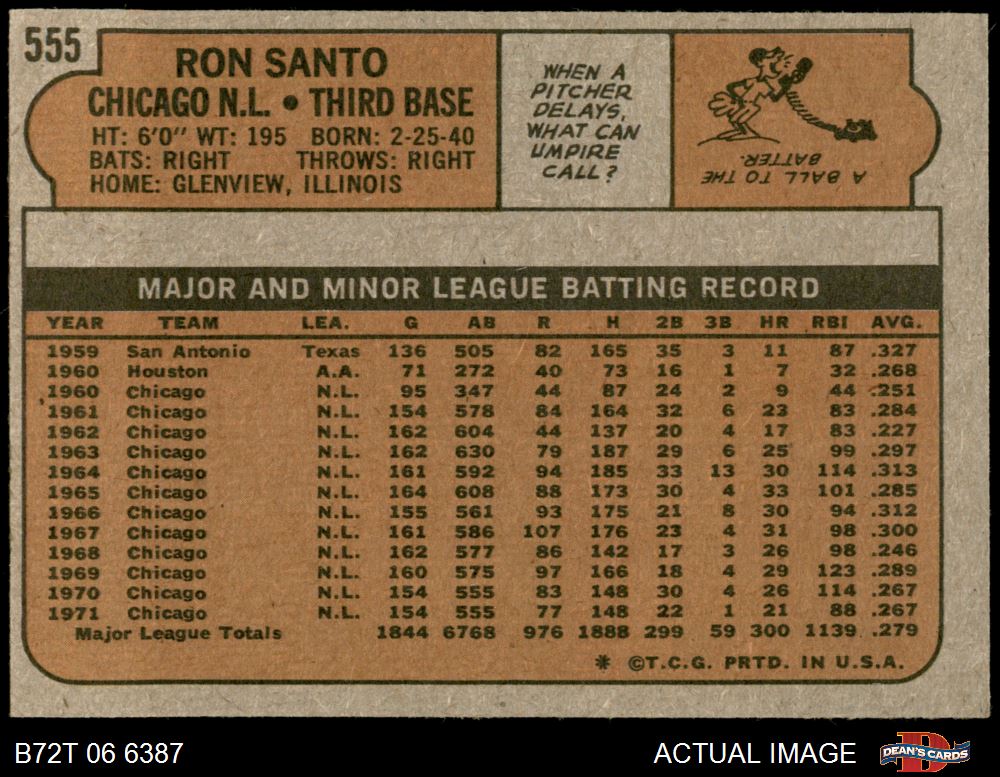 555
RON SANTO
CHICAGO N.L. • THIRD BASE
HT: 6'0" WT: 195 BORN: 2-25-40
BATS: RIGHT THROWS: RIGHT
HOME: GLENVIEW, ILLINOIS
WHEN A
PITCHER
DELAYS,
WHAT CAN
UMPIRE
CALL?
A BALL TO THE
BATTER.
MAJOR AND MINOR LEAGUE BATTING RECORD
YEAR TEAM LEA. G AB R H 2B 3B HR RBI AVG.
1959 San Antonio Texas 136 505 82 165 35 3 11 87 .327
1960 Houston A.A. 71 272 40 73 16 1 7 32 .268
1960 Chicago N.L. 95 347 44 87 24 2 9 44 .251
1961 Chicago N.L. 154 578 84 164 32 6 23 83 .284
1962 Chicago N.L. 162 604 44 137 20 4 17 83 .227
1963 Chicago N.L. 162 630 79 187 29 6 25 99 .297
1964 Chicago N.L. 161 592 94 185 33 13 30 114 .313
1965 Chicago N.L. 164 608 88 173 30 4 33 101 .285
1966 Chicago N.L. 155 561 93 175 21 8 30 94 .312
1967 Chicago N.L. 161 586 107 176 23 4 31 98 .300
1968 Chicago N.L. 162 577 86 142 17 3 26 98 .246
1969 Chicago N.L. 160 575 97 166 18 4 29 123 .289
1970 Chicago N.L. 154 555 83 148 30 4 26 114 .267
1971 Chicago N.L. 154 555 77 148 22 1 21 88 .267
Major League Totals 1844 6768 976 1888 299 59 300 1139 .279
* ©T.C.G. PRTD. IN U.S.A.
B72T 06 6387
ACTUAL IMAGE
DEAN'S CARDS